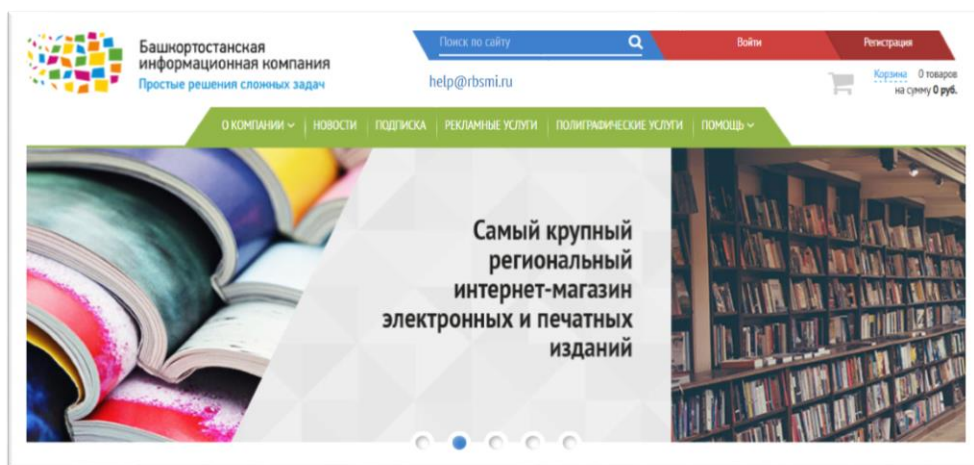 Башкортостанская
информационная компания
Простые решения сложных задач
Поиск по сайту
Войти
Регистрация
help@rbsmi.ru
Корзина 0 товаров
на сумму 0 руб.
О КОМПАНИИ
НОВОСТИ
ПОДПИСКА
РЕКЛАМНЫЕ УСЛУГИ
ПОЛИГРАФИЧЕСКИЕ УСЛУГИ
ПОМОЩЬ
Самый крупный
региональный
интернет-магазин
электронных и печатных
изданий